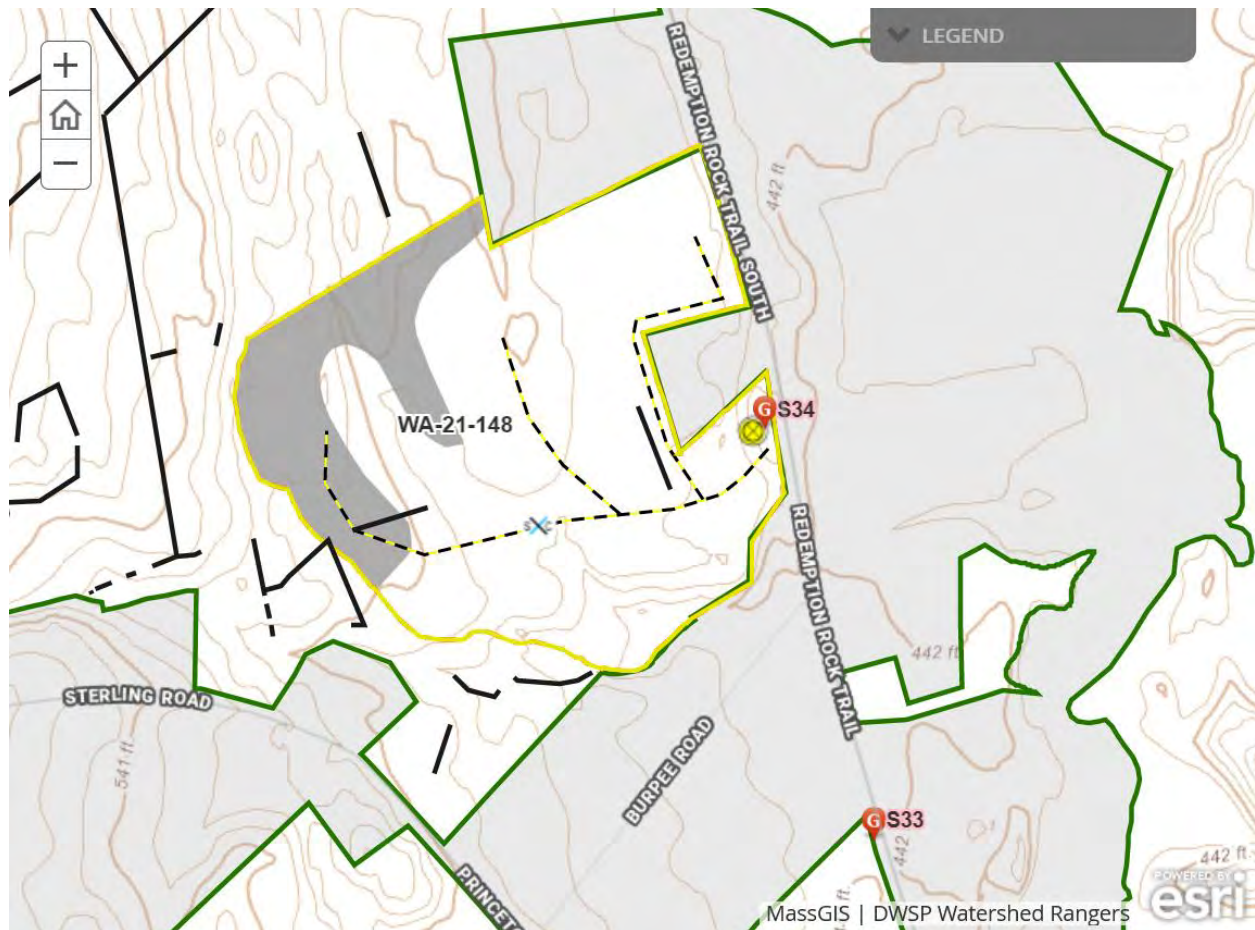 +
−
LEGEND
REDEMPTION ROCK TRAIL SOUTH
442 ft
WA-21-148
G S34
REDEMPTION ROCK TRAIL
442 ft
STERLING ROAD
541 ft
BURPEE ROAD
G S33
442
ft.
442 ft.
PRINCET
POWERED BY
esri
MassGIS | DWSP Watershed Rangers